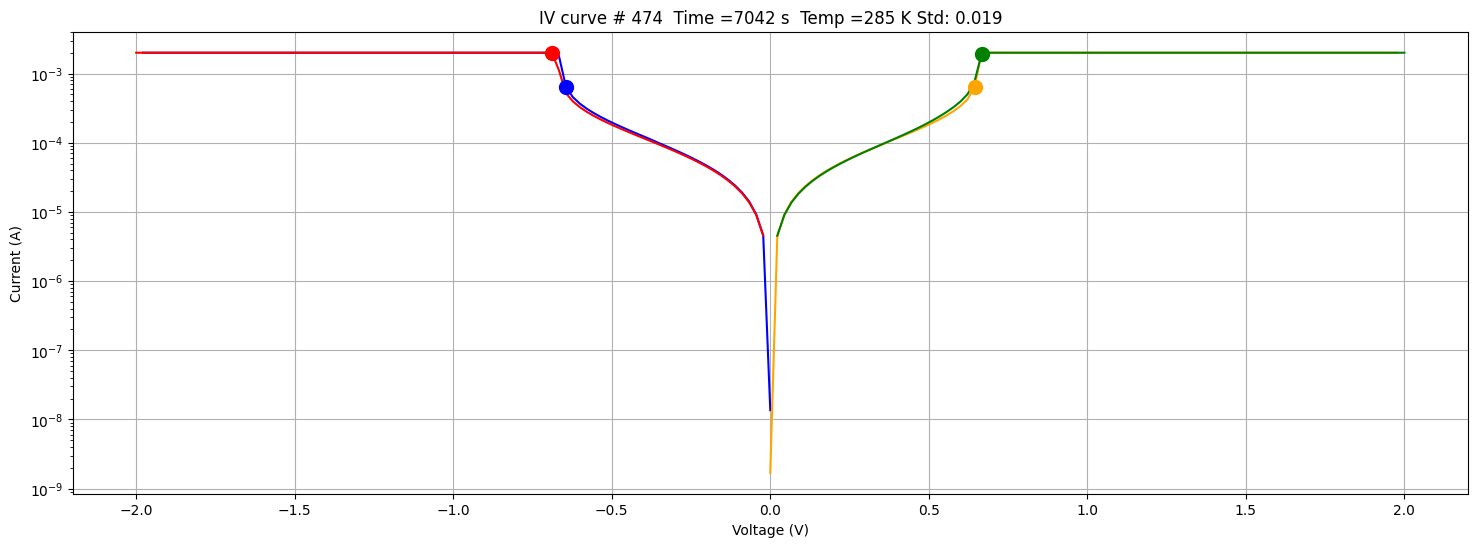 IV curve # 474  Time =7042 s  Temp =285 K Std: 0.019
Current (A)
10⁻³
10⁻⁴
10⁻⁵
10⁻⁶
10⁻⁷
10⁻⁸
10⁻⁹
−2.0 −1.5 −1.0 −0.5 0.0 0.5 1.0 1.5 2.0
Voltage (V)